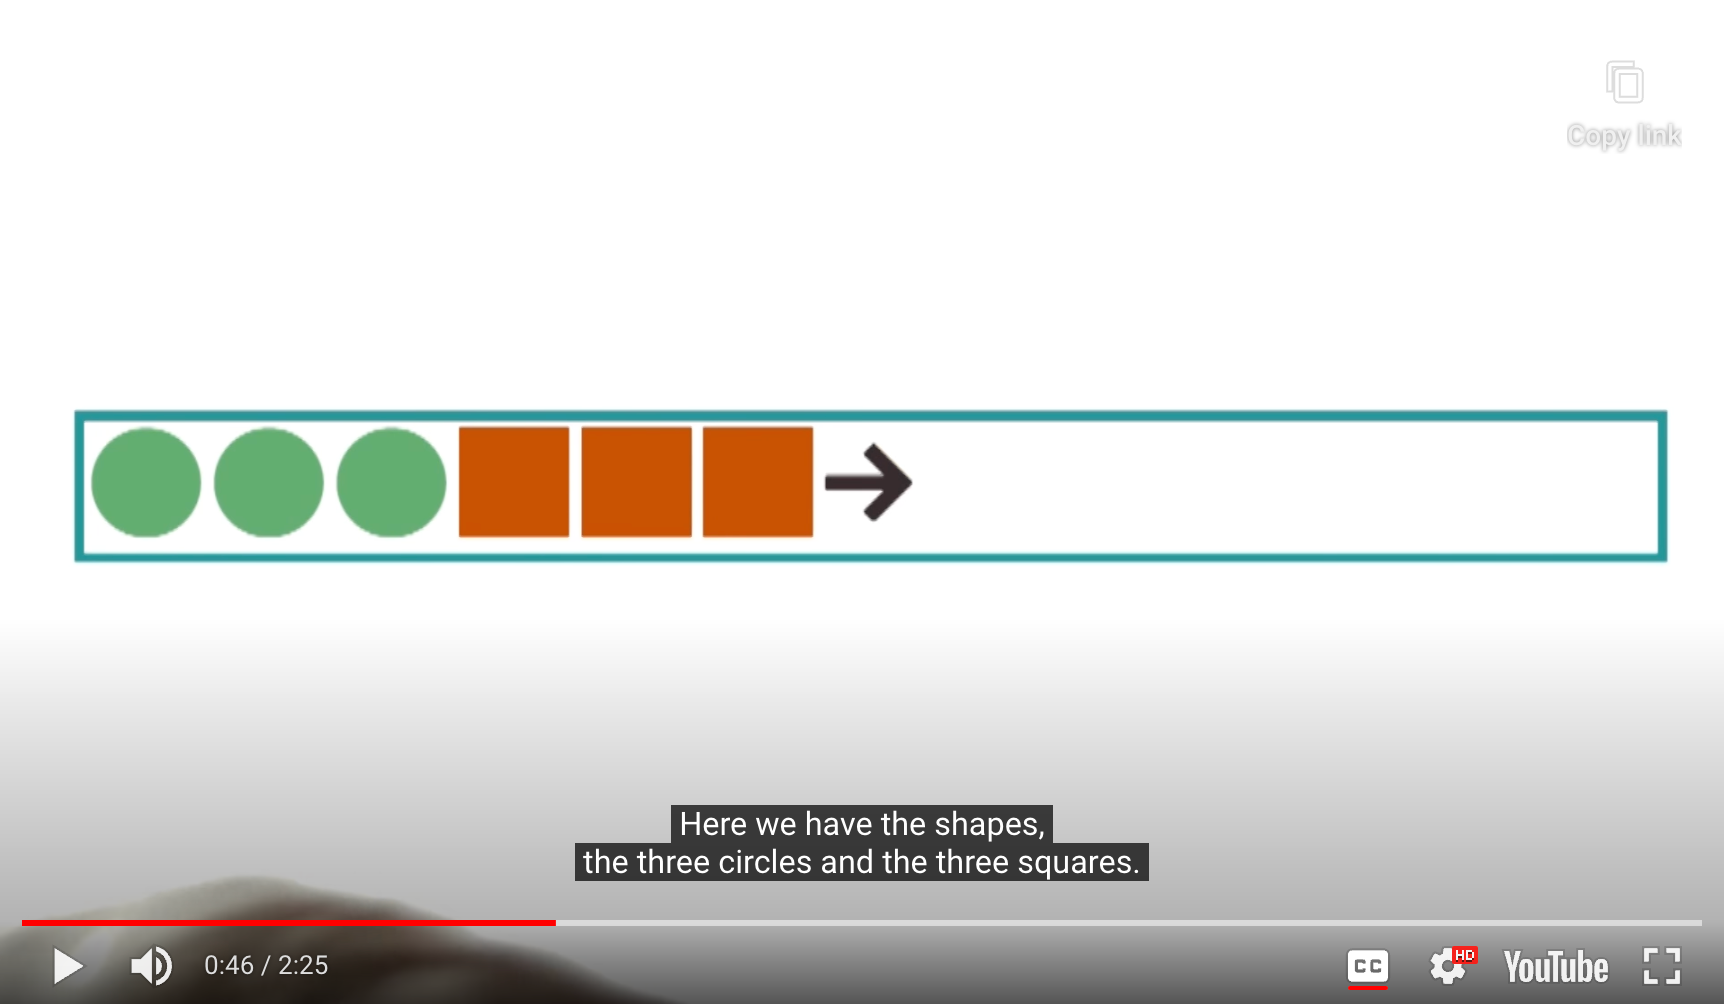 Copy link
Here we have the shapes,
the three circles and the three squares.
0:46 / 2:25
CC
HD
YouTube